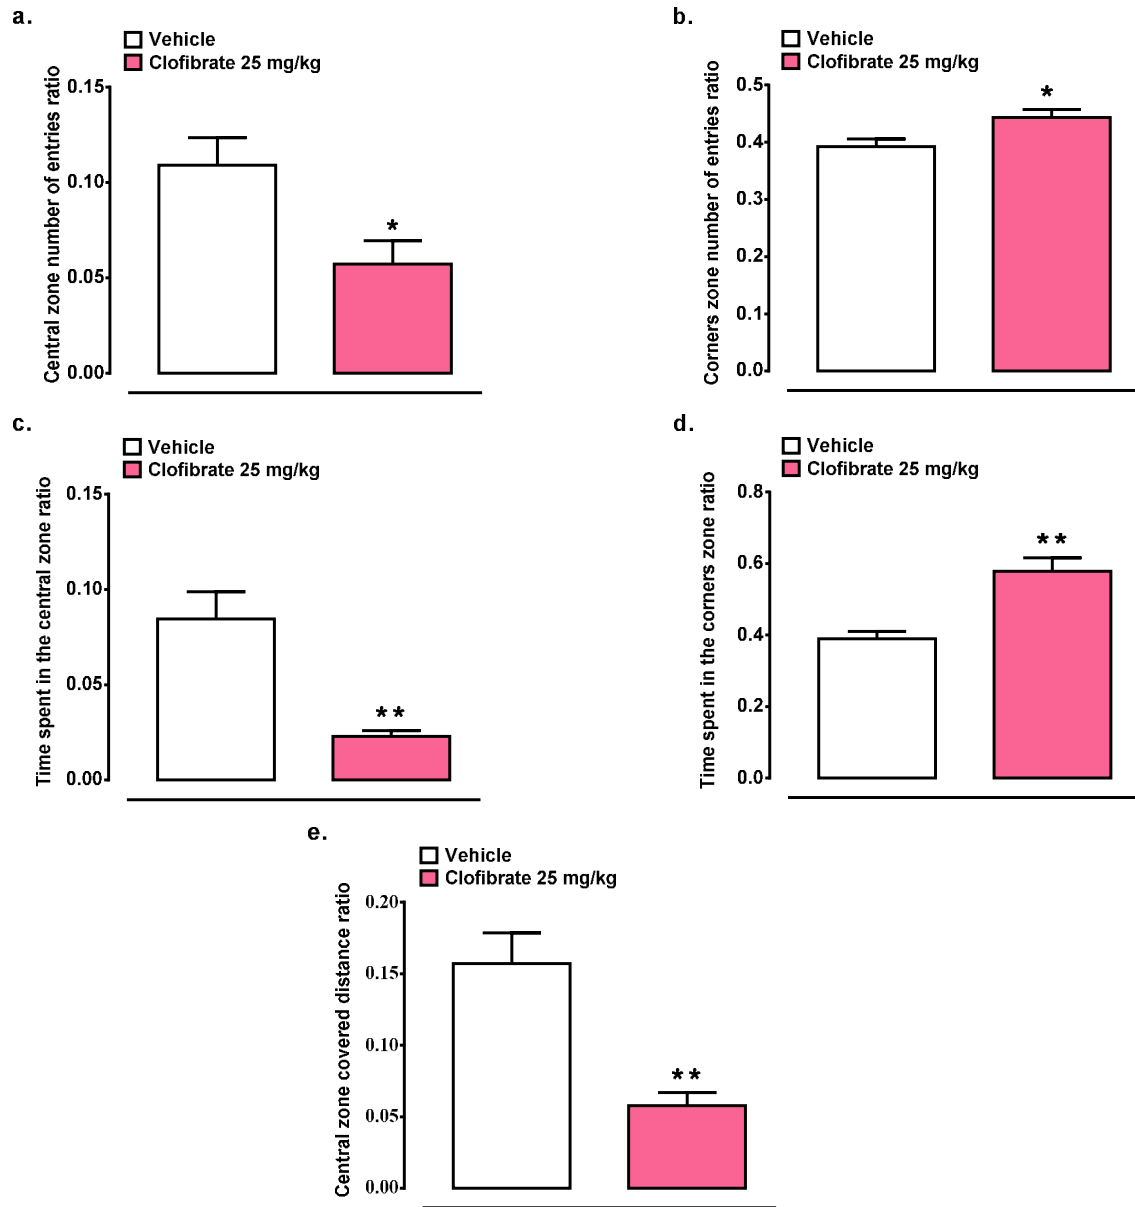 a.
Vehicle
Clofibrate 25 mg/kg
Central zone number of entries ratio
0.15
0.10
0.05
0.00
*
b.
Vehicle
Clofibrate 25 mg/kg
Corners zone number of entries ratio
0.5
0.4
0.3
0.2
0.1
0.0
*
c.
Vehicle
Clofibrate 25 mg/kg
Time spent in the central zone ratio
0.15
0.10
0.05
0.00
**
d.
Vehicle
Clofibrate 25 mg/kg
Time spent in the corners zone ratio
0.8
0.6
0.4
0.2
0.0
**
e.
Vehicle
Clofibrate 25 mg/kg
Central zone covered distance ratio
0.20
0.15
0.10
0.05
0.00
**